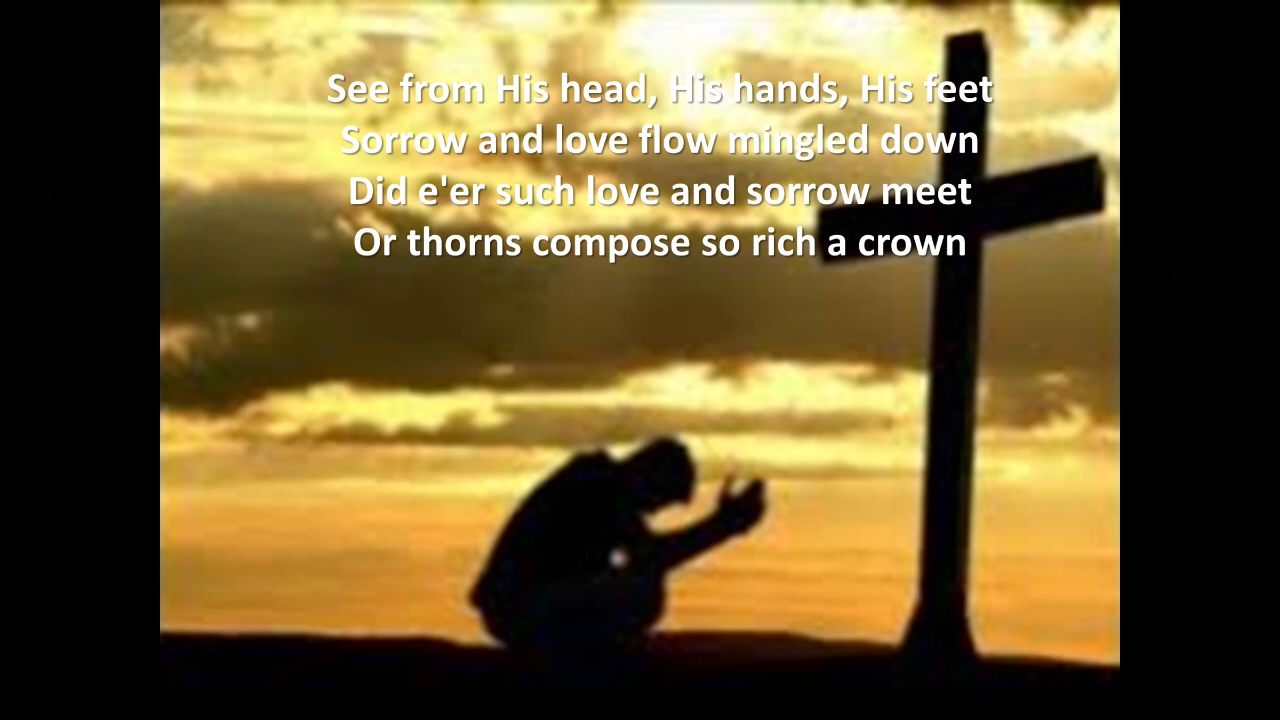 See from His head, His hands, His feet
Sorrow and love flow mingled down
Did e'er such love and sorrow meet
Or thorns compose so rich a crown